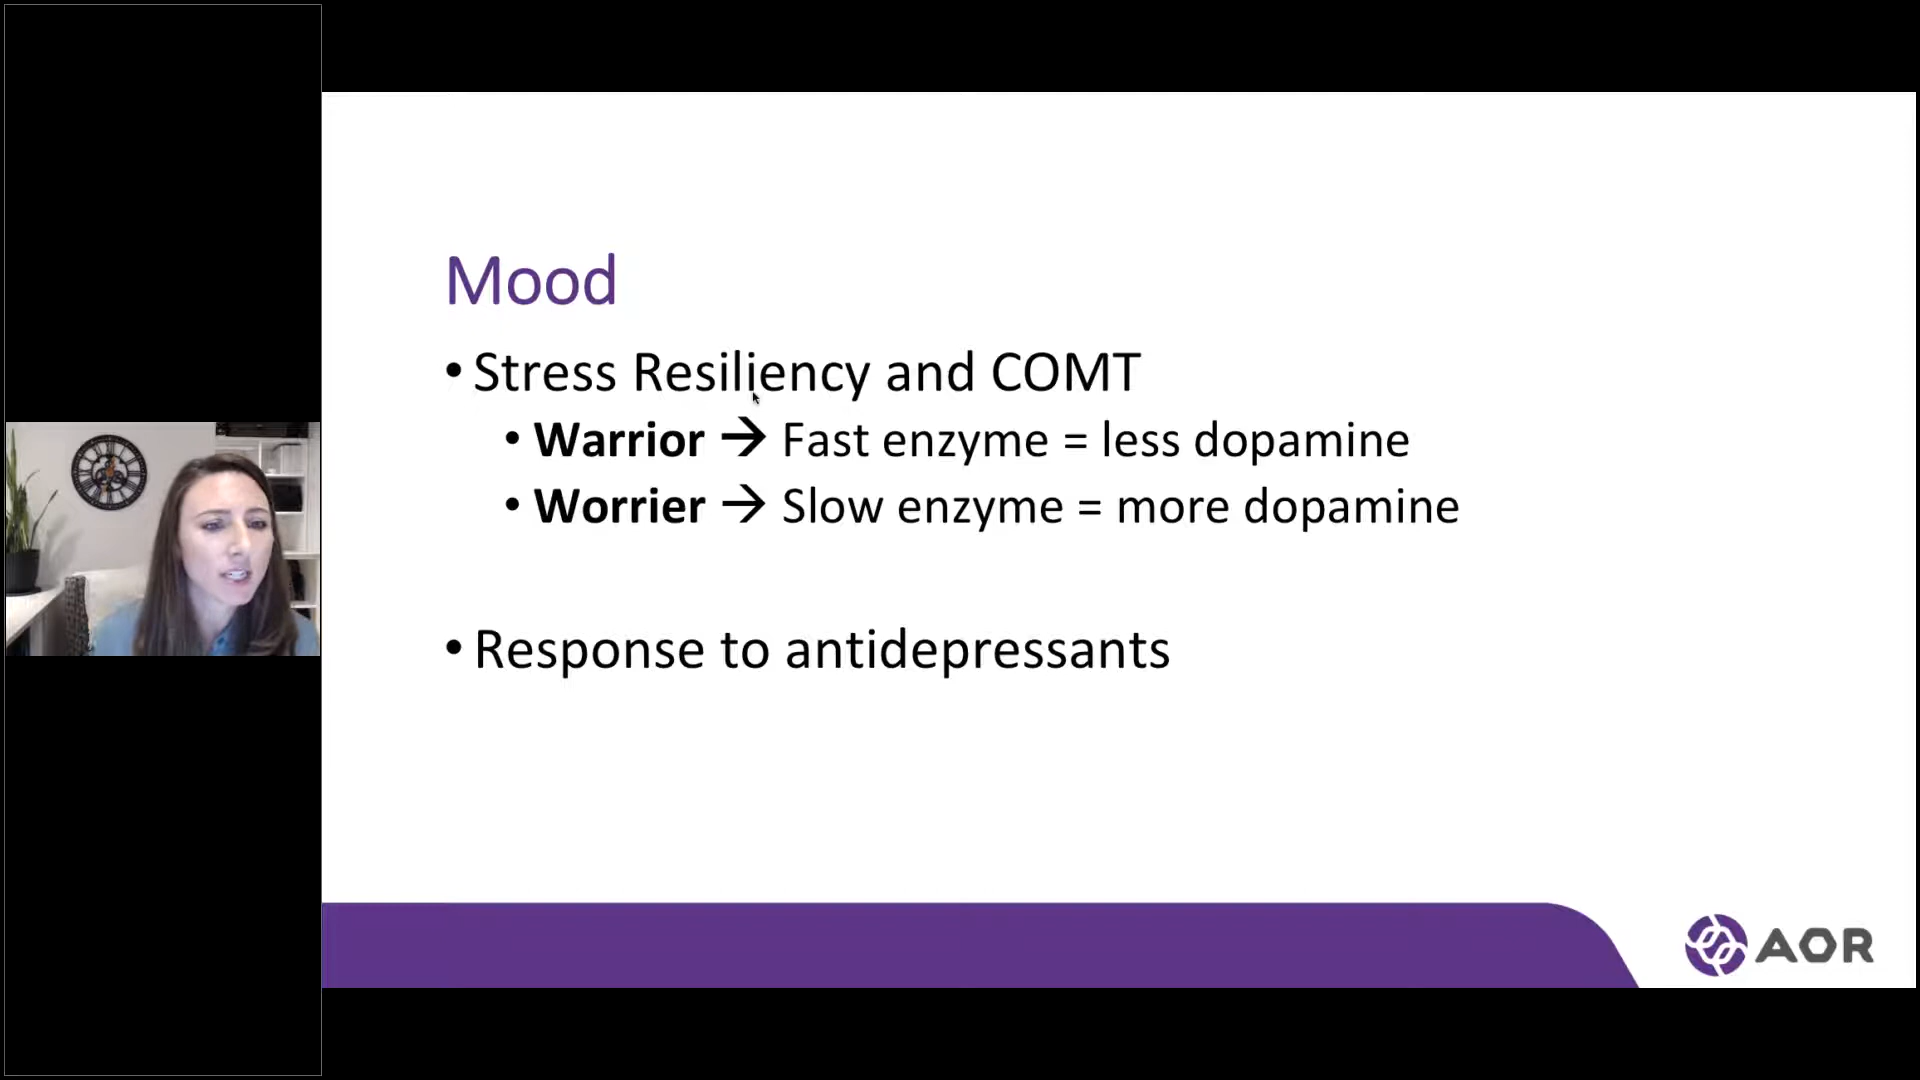 Mood
• Stress Resiliency and COMT
• Warrior → Fast enzyme = less dopamine
• Worrier → Slow enzyme = more dopamine
• Response to antidepressants
AOR